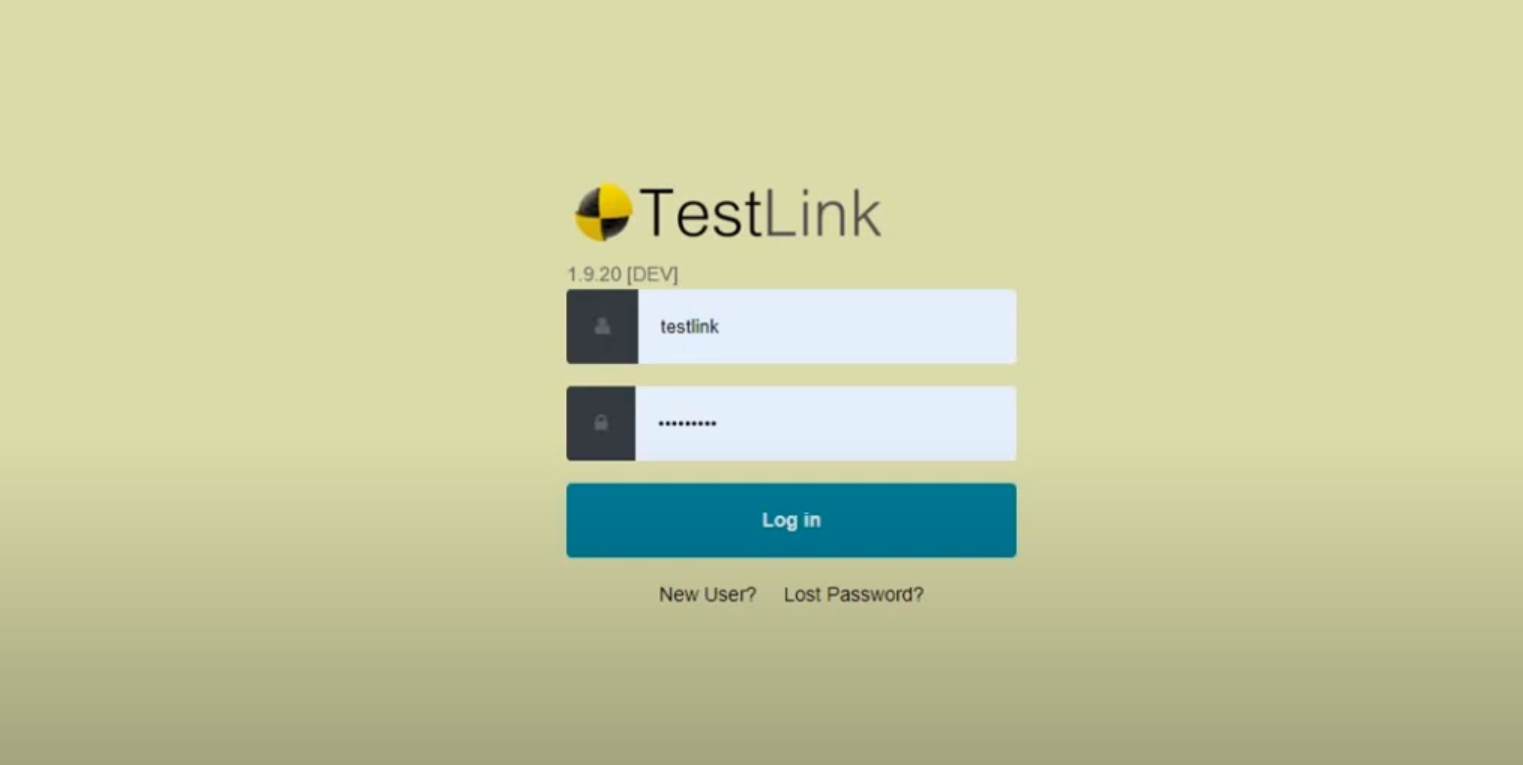 TestLink
1.9.20 [DEV]
testlink
•••••••••
Log in
New User? Lost Password?